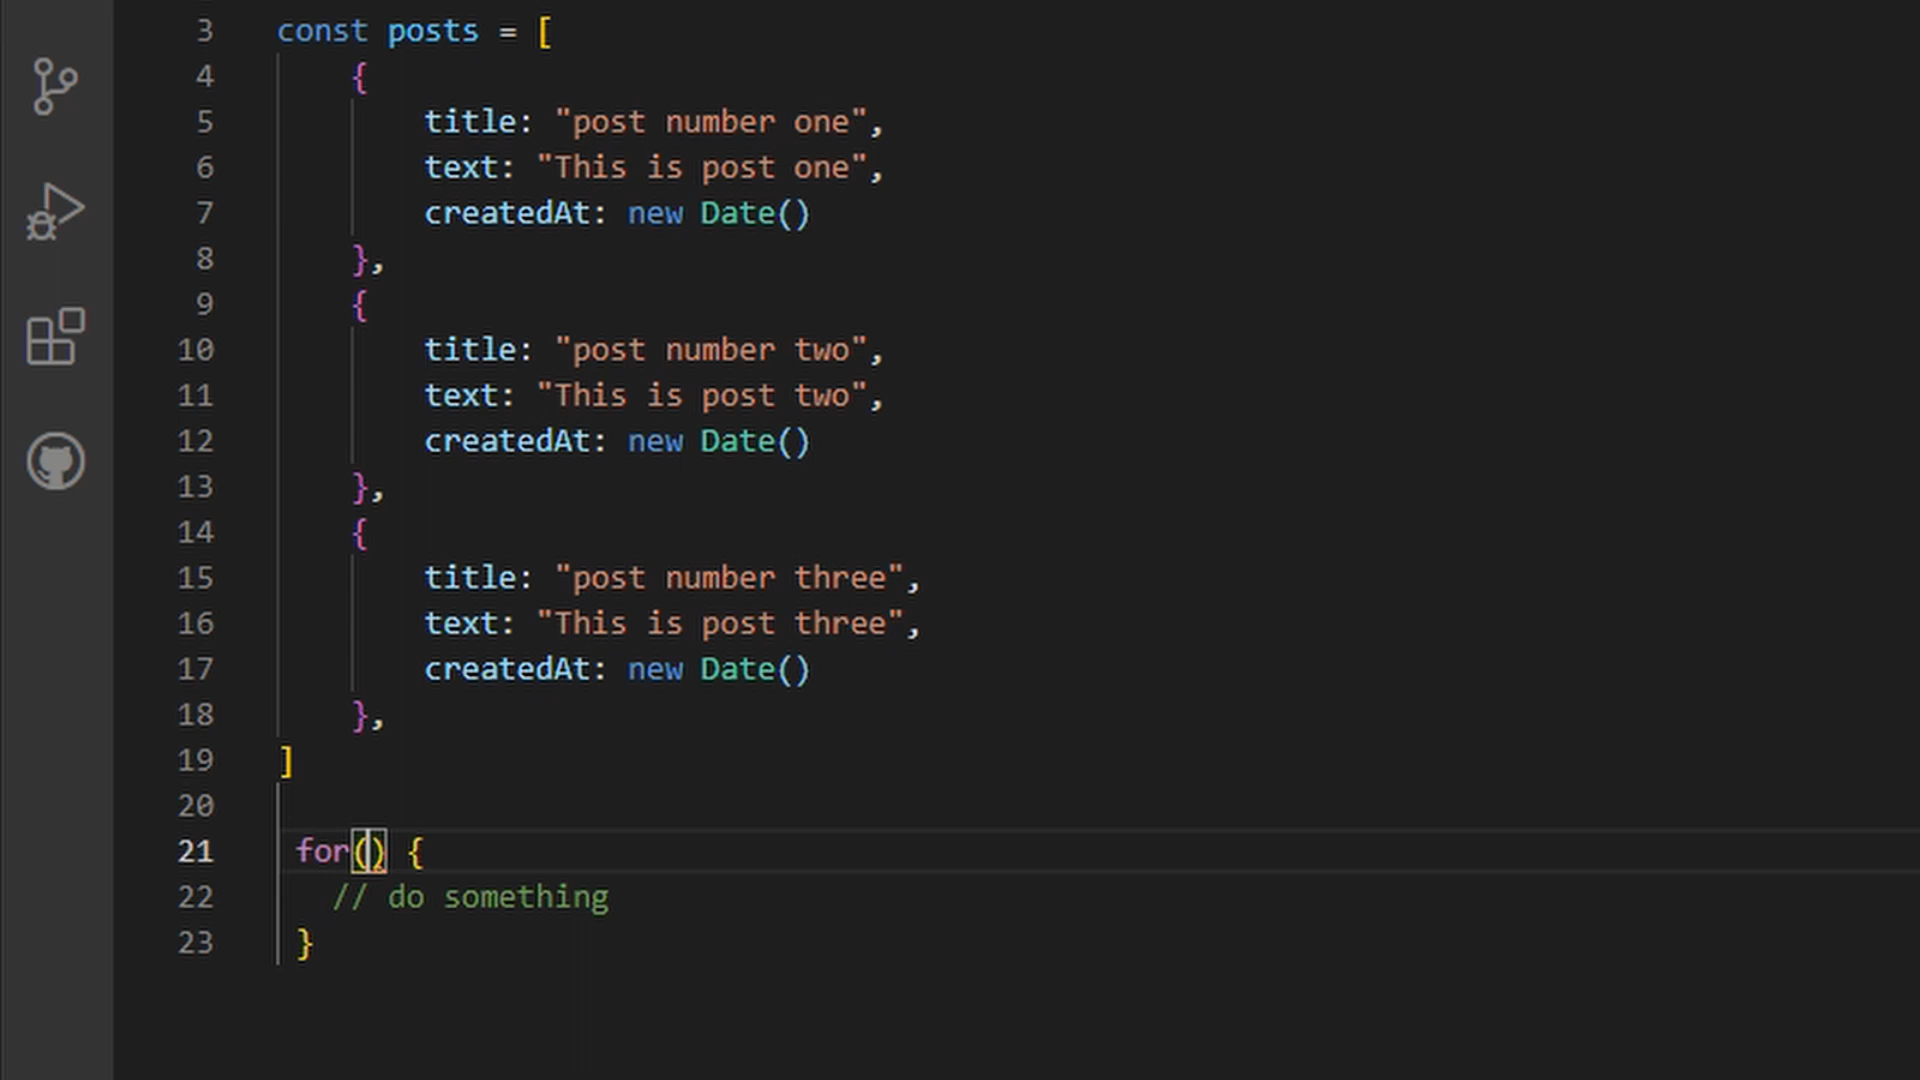 3 const posts = [
4 {
5 title: "post number one",
6 text: "This is post one",
7 createdAt: new Date()
8 },
9 {
10 title: "post number two",
11 text: "This is post two",
12 createdAt: new Date()
13 },
14 {
15 title: "post number three",
16 text: "This is post three",
17 createdAt: new Date()
18 },
19 ]
20
21 for() {
22 // do something
23 }